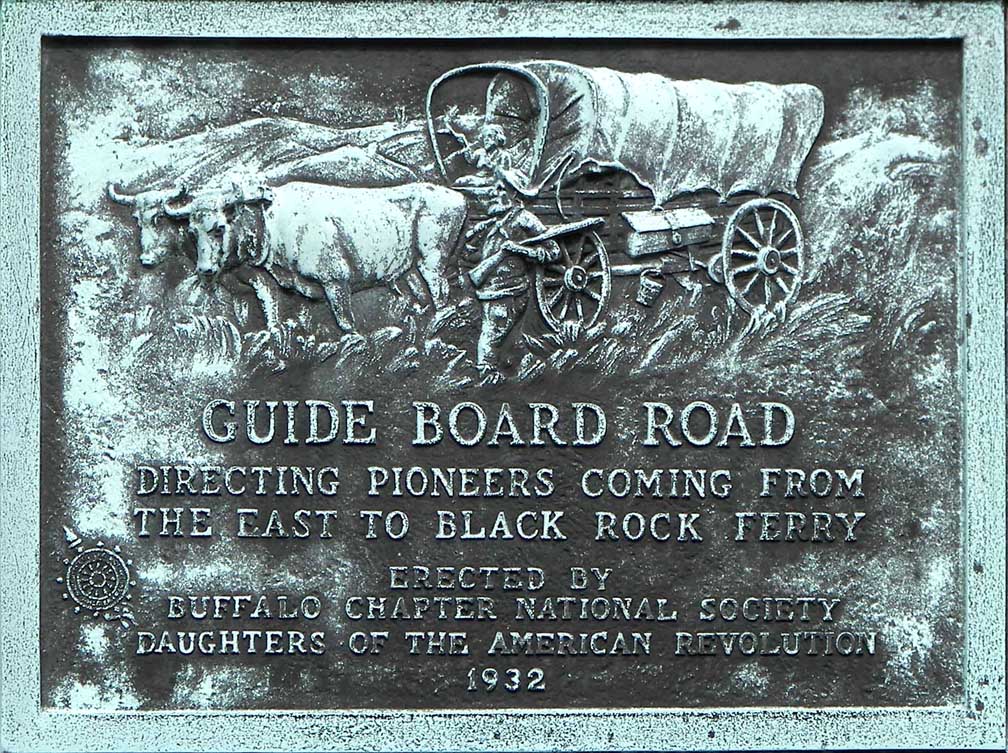 GUIDE BOARD ROAD
DIRECTING PIONEERS COMING FROM
THE EAST TO BLACK ROCK FERRY
ERECTED BY
BUFFALO CHAPTER NATIONAL SOCIETY
DAUGHTERS OF THE AMERICAN REVOLUTION
1932